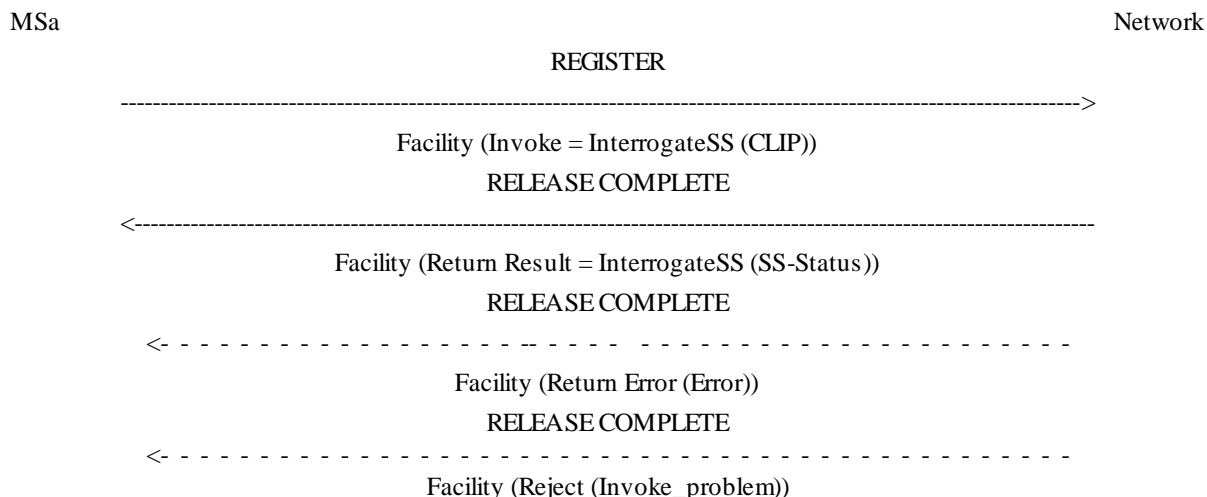 MSa Network
REGISTER
------------------------------------------------------------------------------------------------------------------------>
Facility (Invoke = InterrogateSS (CLIP))
RELEASE COMPLETE
<------------------------------------------------------------------------------------------------------------------------
Facility (Return Result = InterrogateSS (SS-Status))
RELEASE COMPLETE
<- - - - - - - - - - - - - - - - - - -- - - - - - - - - - - - - - - - - - - - - - - - - -
Facility (Return Error (Error))
RELEASE COMPLETE
<- - - - - - - - - - - - - - - - - - - - - - - - - - - - - - - - - - - - - - - - - - -
Facility (Reject (Invoke_problem))